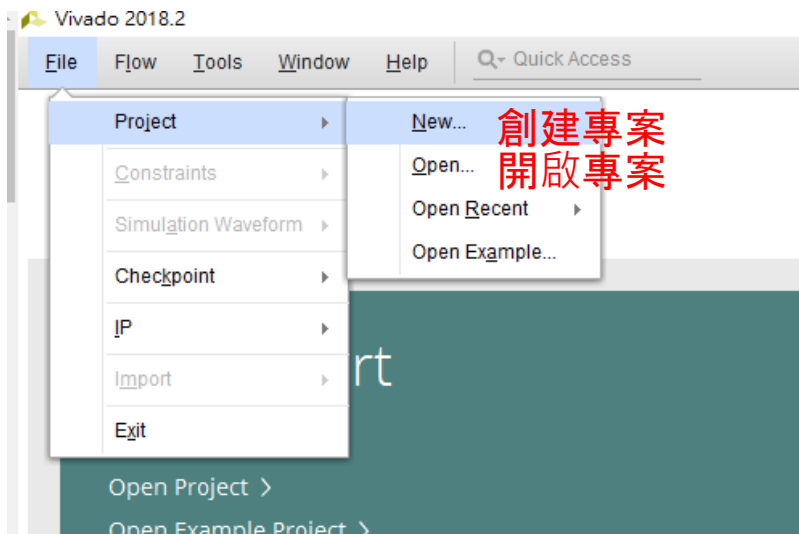 Vivado 2018.2
File Flow Tools Window Help Quick Access
Project New... 創建專案
Constraints Open... 開啟專案
Simulation Waveform Open Recent
Checkpoint Open Example...
IP
Import rt
Exit
Open Project >
Open Example Project >